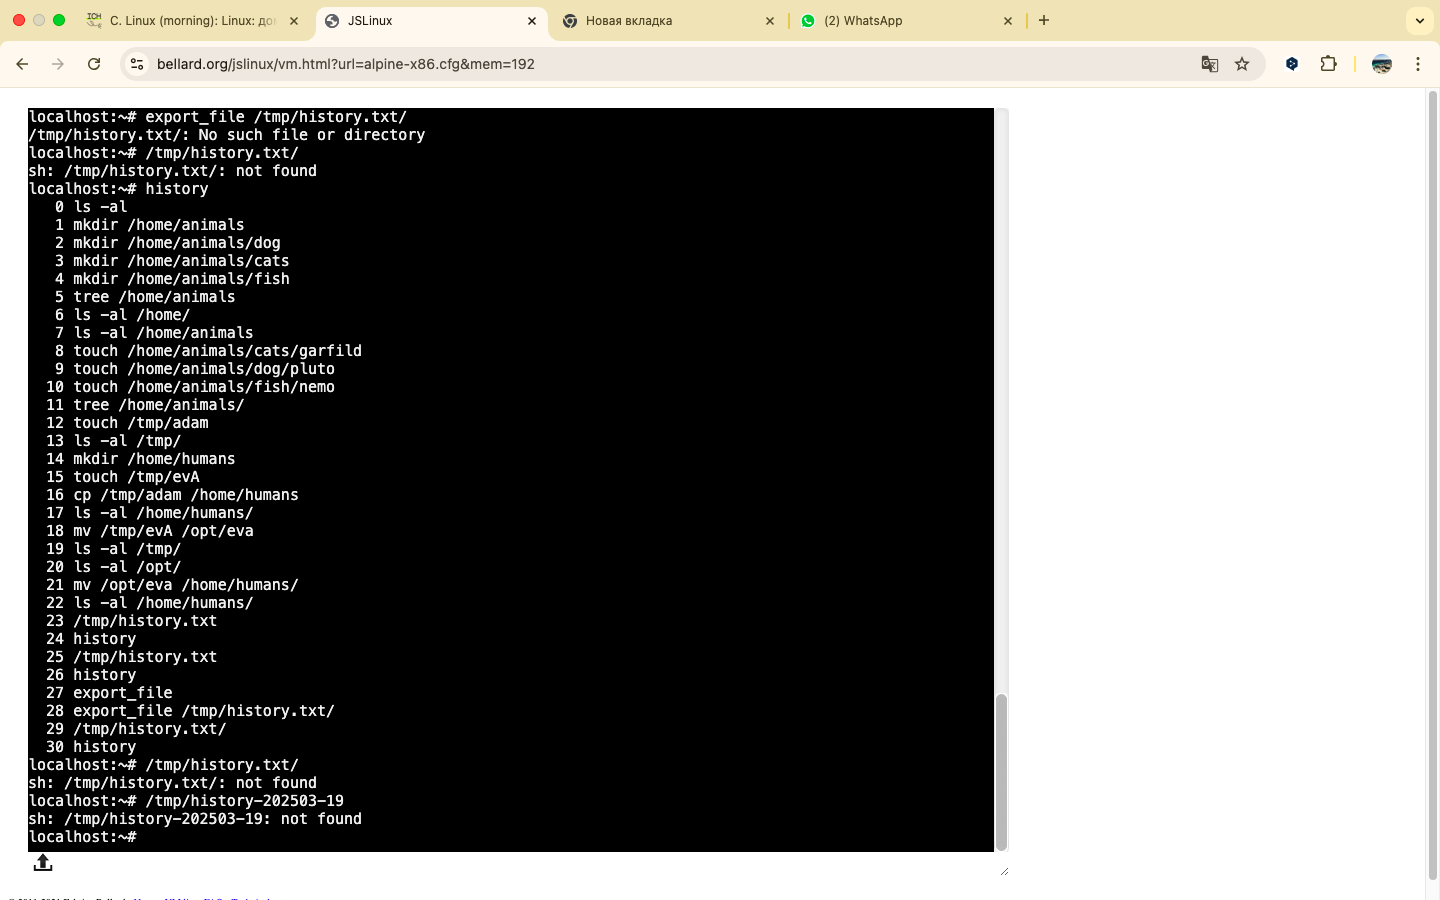 C. Linux (morning): Linux: до
JSLinux
Новая вкладка
(2) WhatsApp
bellard.org/jslinux/vm.html?url=alpine-x86.cfg&mem=192
localhost:~# export_file /tmp/history.txt/
/tmp/history.txt/: No such file or directory
localhost:~# /tmp/history.txt/
sh: /tmp/history.txt/: not found
localhost:~# history
0 ls -al
1 mkdir /home/animals
2 mkdir /home/animals/dog
3 mkdir /home/animals/cats
4 mkdir /home/animals/fish
5 tree /home/animals
6 ls -al /home/
7 ls -al /home/animals
8 touch /home/animals/cats/garfild
9 touch /home/animals/dog/pluto
10 touch /home/animals/fish/nemo
11 tree /home/animals/
12 touch /tmp/adam
13 ls -al /tmp/
14 mkdir /home/humans
15 touch /tmp/evA
16 cp /tmp/adam /home/humans
17 ls -al /home/humans/
18 mv /tmp/evA /opt/eva
19 ls -al /tmp/
20 ls -al /opt/
21 mv /opt/eva /home/humans/
22 ls -al /home/humans/
23 /tmp/history.txt
24 history
25 /tmp/history.txt
26 history
27 export_file
28 export_file /tmp/history.txt/
29 /tmp/history.txt/
30 history
localhost:~# /tmp/history.txt/
sh: /tmp/history.txt/: not found
localhost:~# /tmp/history-202503-19
sh: /tmp/history-202503-19: not found
localhost:~#